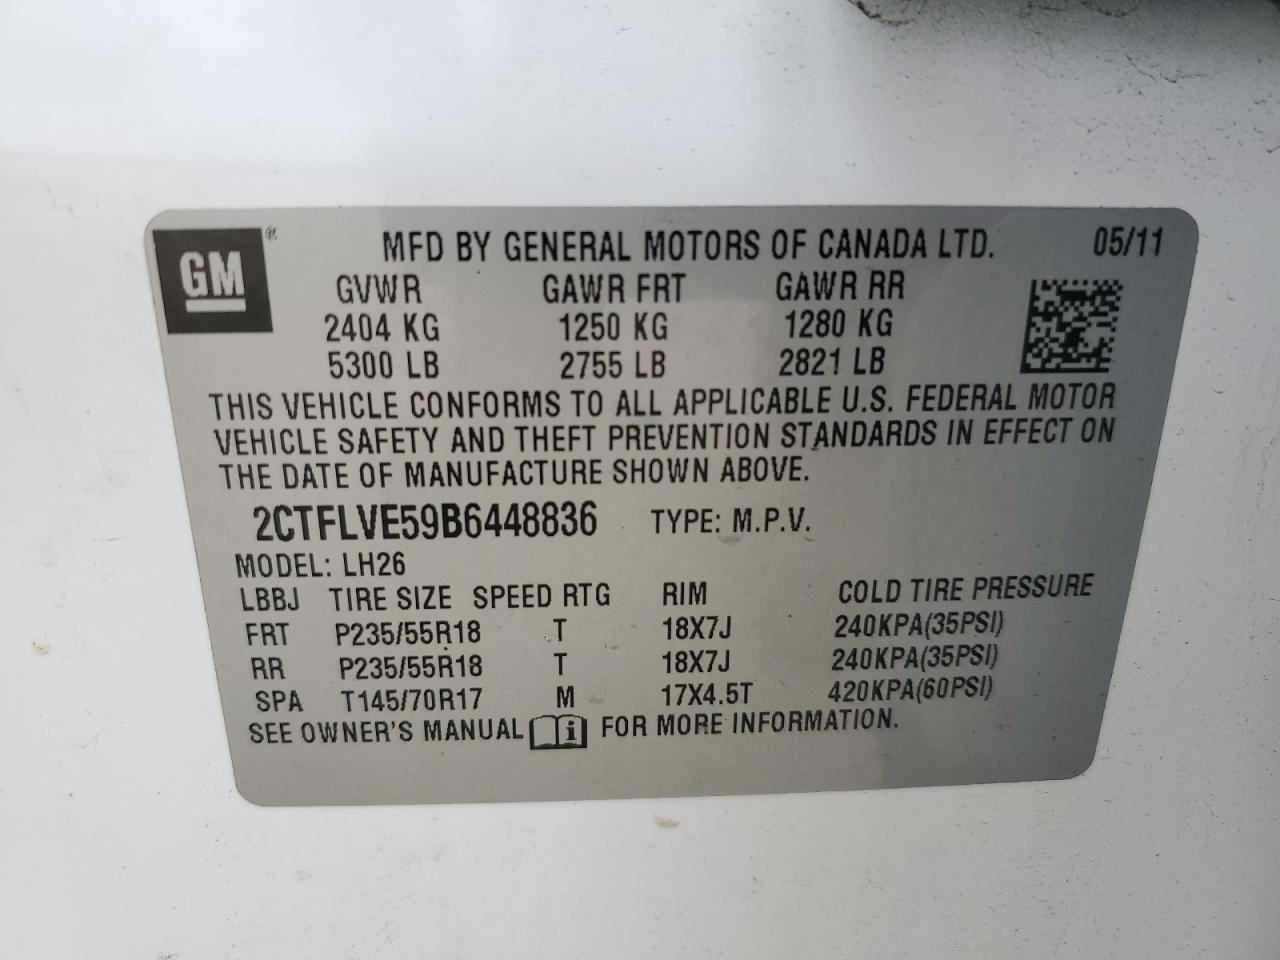 GM ® MFD BY GENERAL MOTORS OF CANADA LTD. 05/11
GVWR GAWR FRT GAWR RR
2404 KG 1250 KG 1280 KG
5300 LB 2755 LB 2821 LB
THIS VEHICLE CONFORMS TO ALL APPLICABLE U.S. FEDERAL MOTOR
VEHICLE SAFETY AND THEFT PREVENTION STANDARDS IN EFFECT ON
THE DATE OF MANUFACTURE SHOWN ABOVE.
2CTFLVE59B6448836 TYPE: M.P.V.
MODEL: LH26
LBBJ TIRE SIZE SPEED RTG RIM COLD TIRE PRESSURE
FRT P235/55R18 T 18X7J 240KPA(35PSI)
RR P235/55R18 T 18X7J 240KPA(35PSI)
SPA T145/70R17 M 17X4.5T 420KPA(60PSI)
SEE OWNER'S MANUAL i FOR MORE INFORMATION.